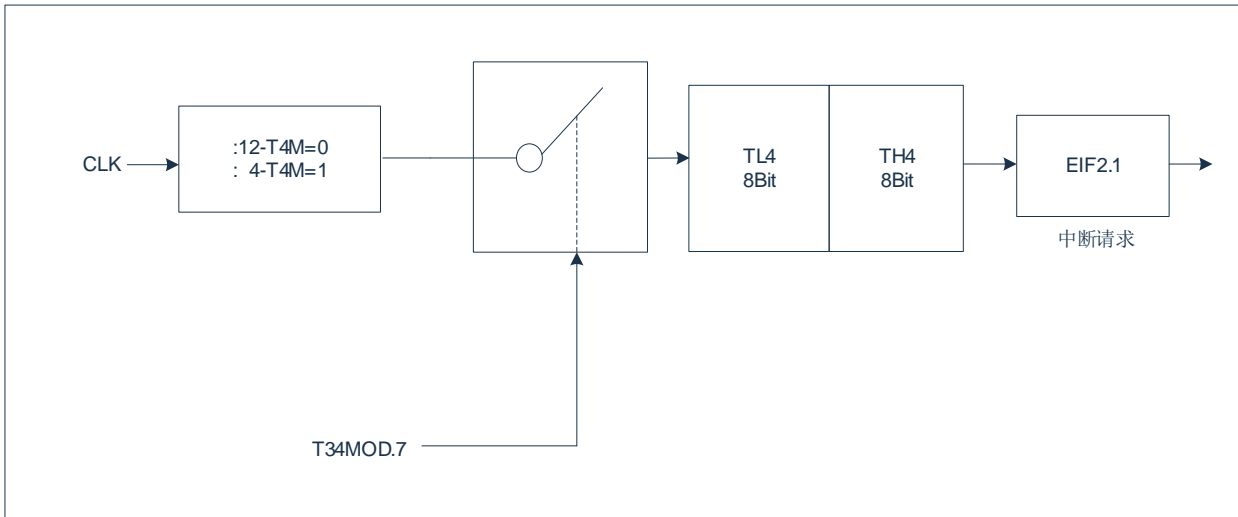 CLK
:12-T4M=0
: 4-T4M=1
TL4
8Bit
TH4
8Bit
EIF2.1
中断请求
T34MOD.7